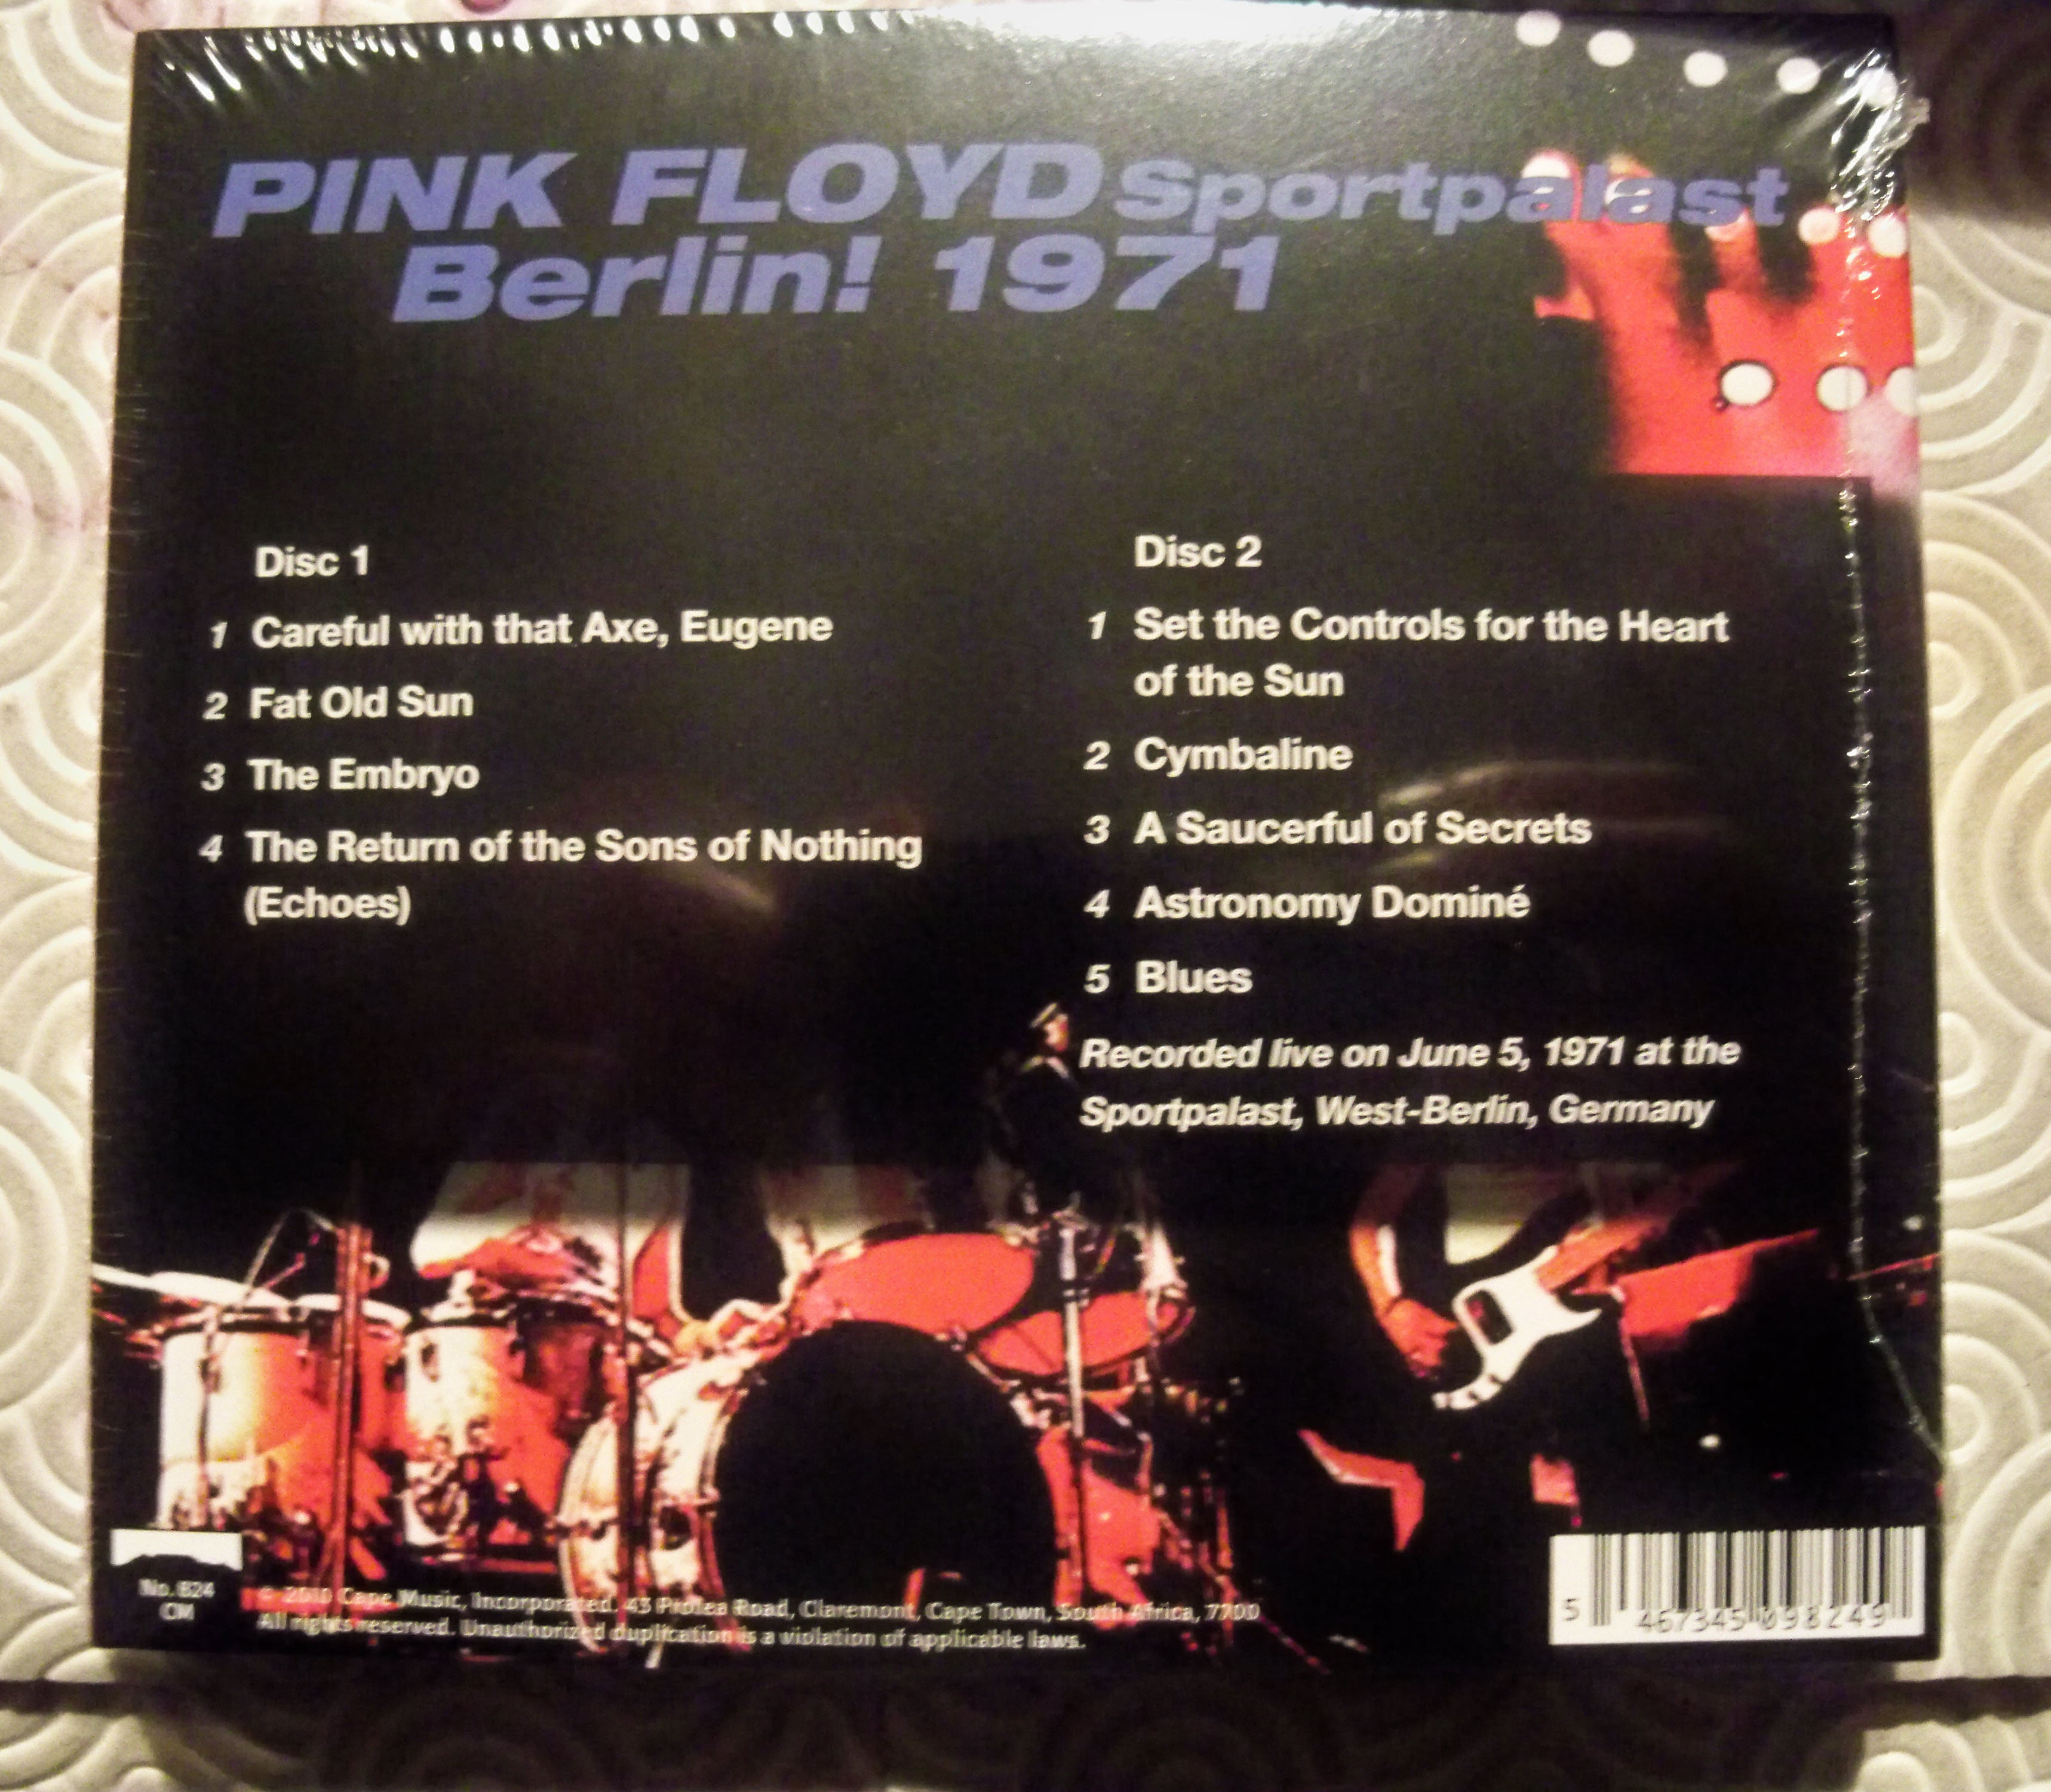 PINK FLOYD Sportpalast
Berlin! 1971
Disc 1
1 Careful with that Axe, Eugene
2 Fat Old Sun
3 The Embryo
4 The Return of the Sons of Nothing
(Echoes)
Disc 2
1 Set the Controls for the Heart
of the Sun
2 Cymbaline
3 A Saucerful of Secrets
4 Astronomy Dominé
5 Blues
Recorded live on June 5, 1971 at the
Sportpalast, West-Berlin, Germany
No. 824
CM
© 2010 Cape Music, Incorporated. 43 Protea Road, Claremont, Cape Town, South Africa, 7700
All rights reserved. Unauthorized duplication is a violation of applicable laws.
5 467345 098249